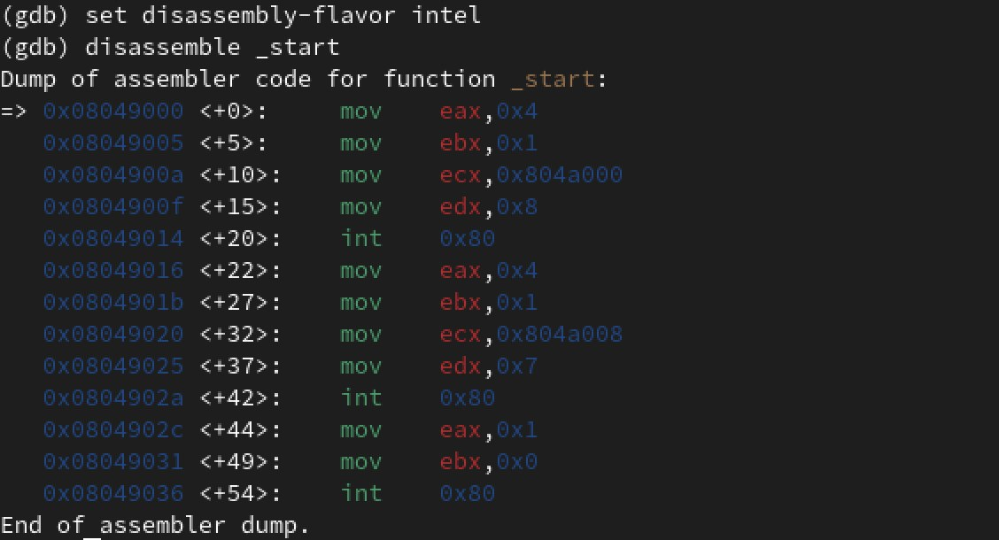 (gdb) set disassembly-flavor intel
(gdb) disassemble _start
Dump of assembler code for function _start:
=> 0x08049000 <+0>:     mov    eax,0x4
   0x08049005 <+5>:     mov    ebx,0x1
   0x0804900a <+10>:    mov    ecx,0x804a000
   0x0804900f <+15>:    mov    edx,0x8
   0x08049014 <+20>:    int    0x80
   0x08049016 <+22>:    mov    eax,0x4
   0x0804901b <+27>:    mov    ebx,0x1
   0x08049020 <+32>:    mov    ecx,0x804a008
   0x08049025 <+37>:    mov    edx,0x7
   0x0804902a <+42>:    int    0x80
   0x0804902c <+44>:    mov    eax,0x1
   0x08049031 <+49>:    mov    ebx,0x0
   0x08049036 <+54>:    int    0x80
End of assembler dump.